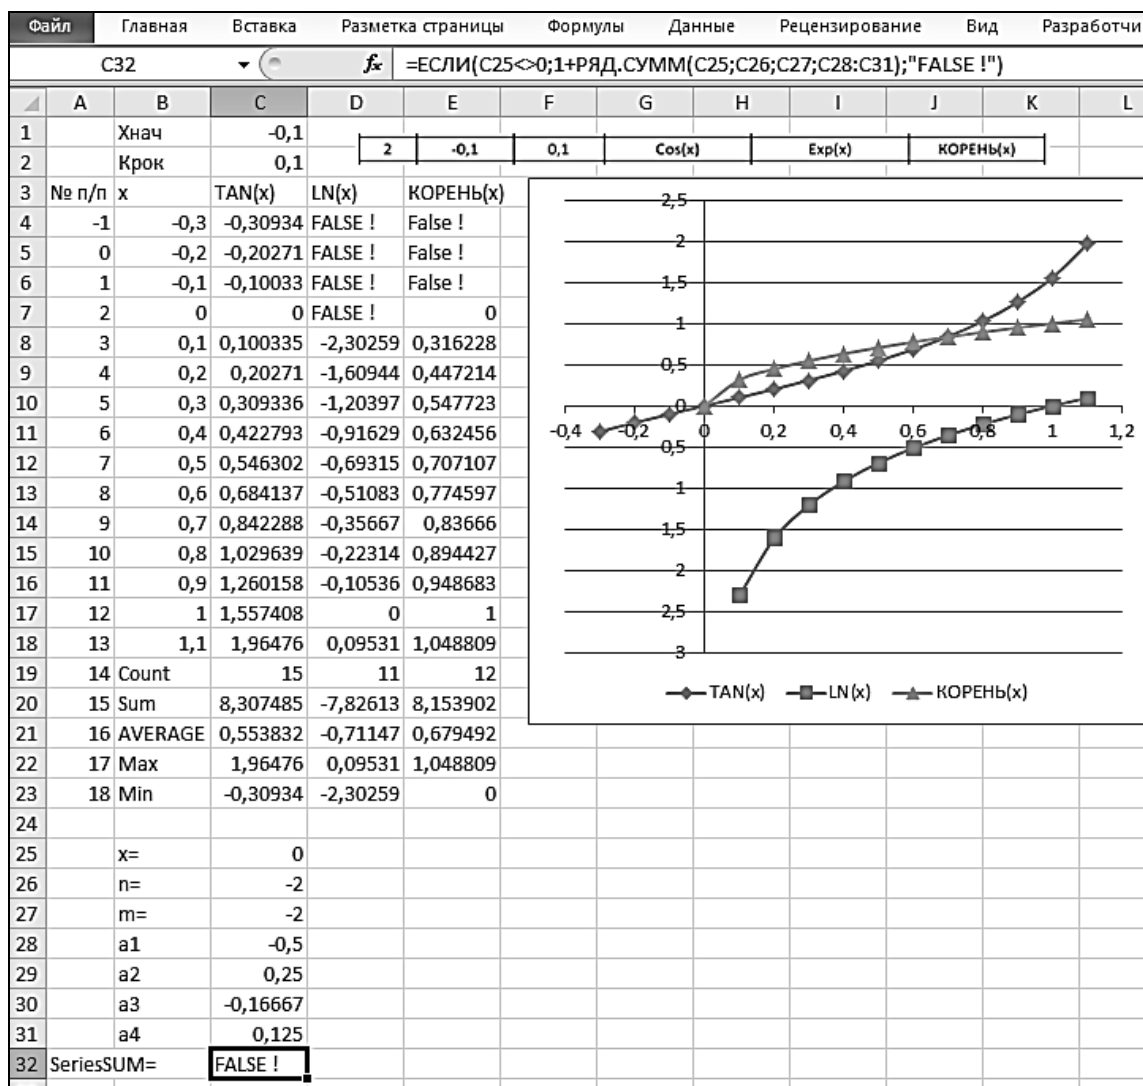 Файл Главная Вставка Разметка страницы Формулы Данные Рецензирование Вид Разработчи
C32 fx =ЕСЛИ(C25<>0;1+РЯД.СУММ(C25;C26;C27;C28:C31);"FALSE !")
A B C D E F G H I J K L
1 Хнач -0,1
2 -0,1 0,1 Cos(x) Exp(x) КОРЕНЬ(x)
2 Крок 0,1
3 № п/п x TAN(x) LN(x) КОРЕНЬ(x)
4 -1 -0,3 -0,30934 FALSE ! False !
5 0 -0,2 -0,20271 FALSE ! False !
6 1 -0,1 -0,10033 FALSE ! False !
7 2 0 0 FALSE ! 0
8 3 0,1 0,100335 -2,30259 0,316228
9 4 0,2 0,20271 -1,60944 0,447214
10 5 0,3 0,309336 -1,20397 0,547723
11 6 0,4 0,422793 -0,91629 0,632456
12 7 0,5 0,546302 -0,69315 0,707107
13 8 0,6 0,684137 -0,51083 0,774597
14 9 0,7 0,842288 -0,35667 0,83666
15 10 0,8 1,029639 -0,22314 0,894427
16 11 0,9 1,260158 -0,10536 0,948683
17 12 1 1,557408 0 1
18 13 1,1 1,96476 0,09531 1,048809
19 14 Count 15 11 12
20 15 Sum 8,307485 -7,82613 8,153902
21 16 AVERAGE 0,553832 -0,71147 0,679492
22 17 Max 1,96476 0,09531 1,048809
23 18 Min -0,30934 -2,30259 0
24
25 x= 0
26 n= -2
27 m= -2
28 a1 -0,5
29 a2 0,25
30 a3 -0,16667
31 a4 0,125
32 SeriesSUM= FALSE !
2,5
2
1,5
1
0,5
0
-0,4 -0,2 0 0,2 0,4 0,6 0,8 1 1,2
0,5
1
1,5
2
2,5
3
TAN(x) LN(x) КОРЕНЬ(x)